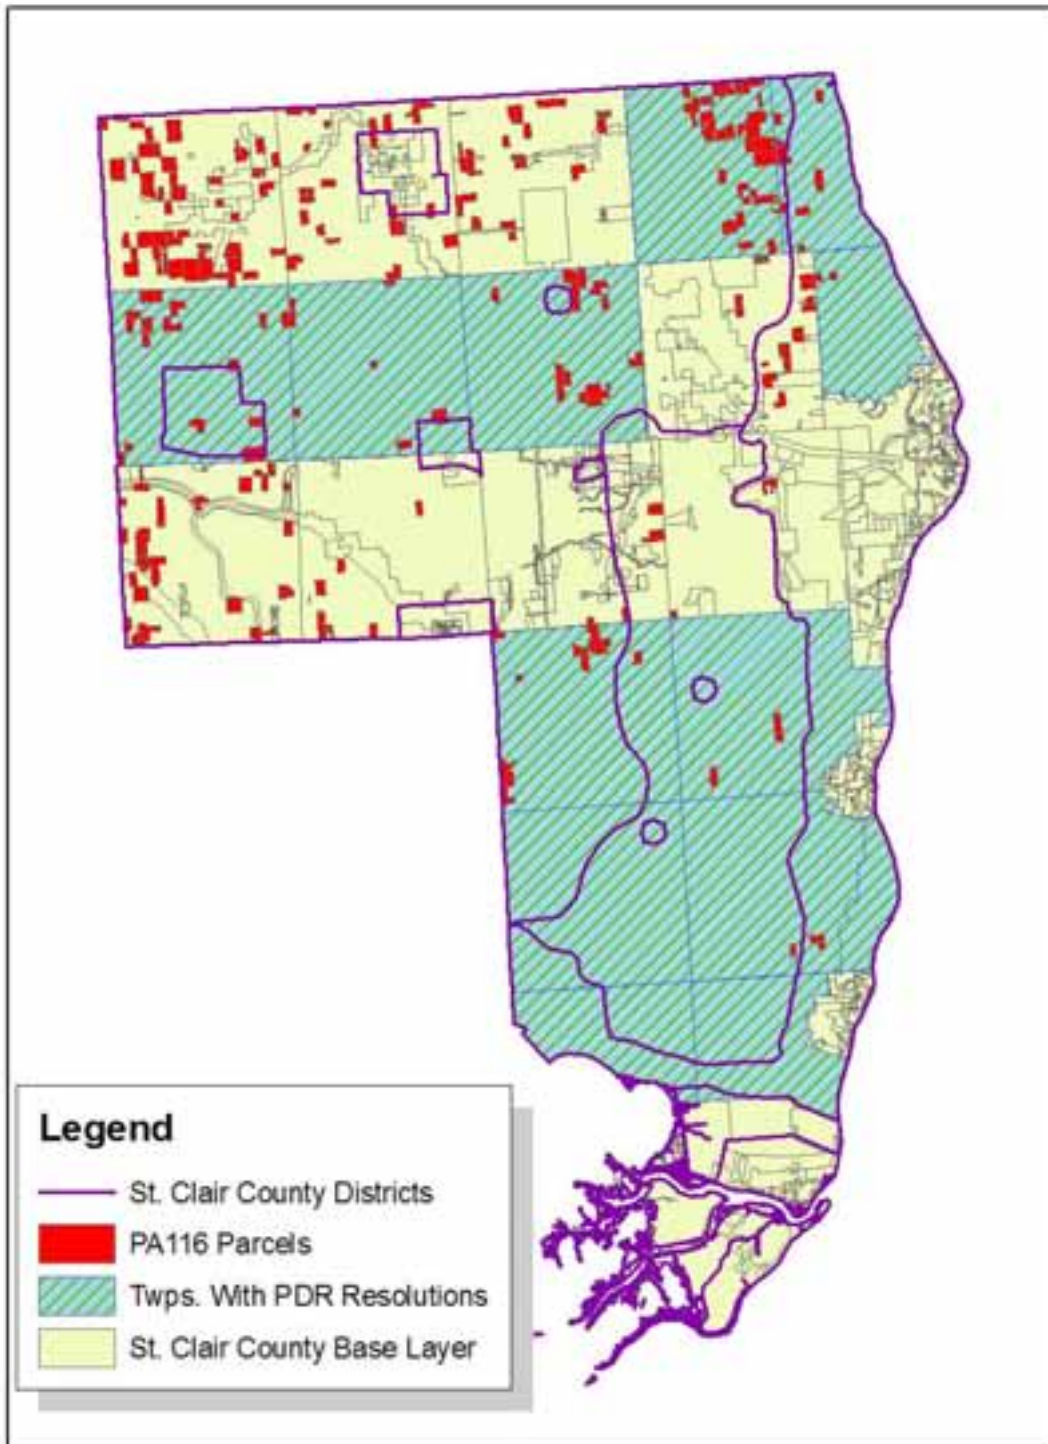 Legend
St. Clair County Districts
PA116 Parcels
Twps. With PDR Resolutions
St. Clair County Base Layer